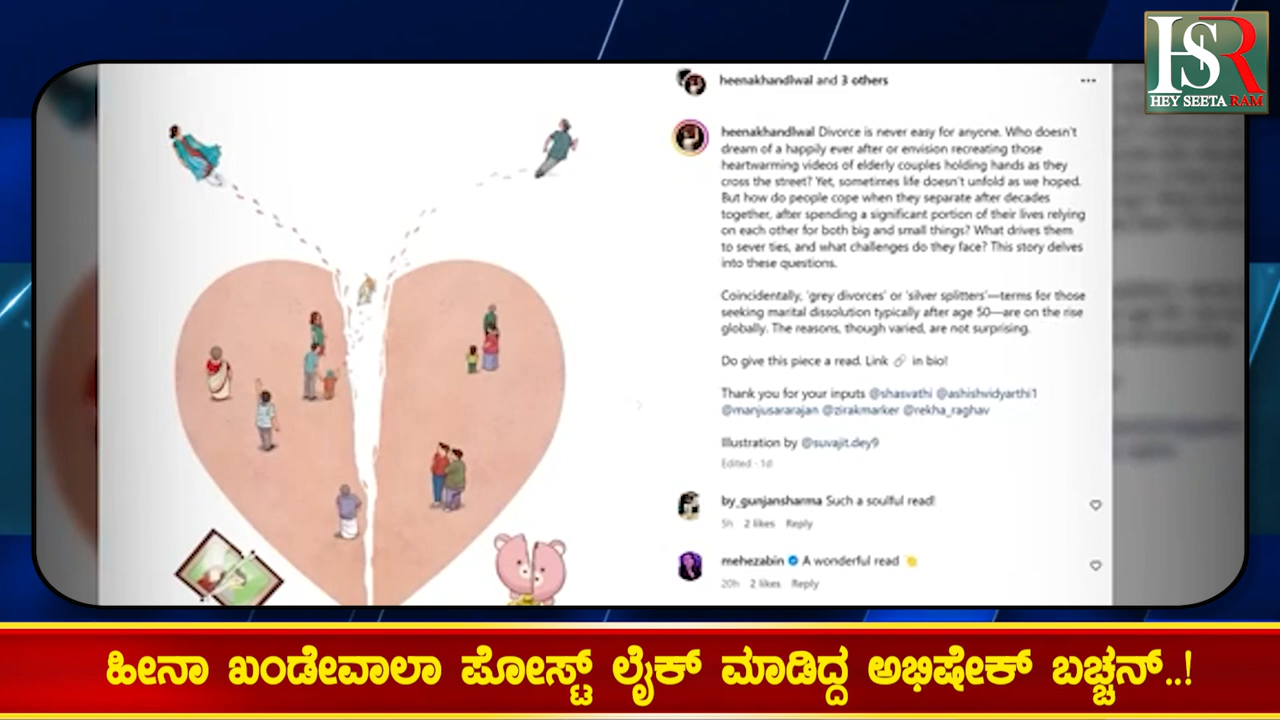 HSR
HEY SEETA RAM
heenakhandlwal and 3 others
heenakhandlwal Divorce is never easy for anyone. Who doesn't
dream of a happily ever after or envision recreating those
heartwarming videos of elderly couples holding hands as they
cross the street? Yet, sometimes life doesn't unfold as we hoped.
But how do people cope when they separate after decades
together, after spending a significant portion of their lives relying
on each other for both big and small things? What drives them
to sever ties, and what challenges do they face? This story delves
into these questions.
Coincidentally, 'grey divorces' or 'silver splitters'—terms for those
seeking marital dissolution typically after age 50—are on the rise
globally. The reasons, though varied, are not surprising.
Do give this piece a read. Link 🔗 in bio!
Thank you for your inputs @shasvathi @ashishvidyarthi1
@manjusararajan @zirakmarker @rekha_raghav
Illustration by @suvajit.dey9
Edited · 1d
by_gunjansharma Such a soulful read!
5h 2 likes Reply
mehezabin A wonderful read 👏
20h 2 likes Reply
ಹೀನಾ ಖಂಡೇವಾಲಾ ಪೋಸ್ಟ್ ಲೈಕ್ ಮಾಡಿದ್ದ ಅಭಿಷೇಕ್ ಬಚ್ಚನ್..!